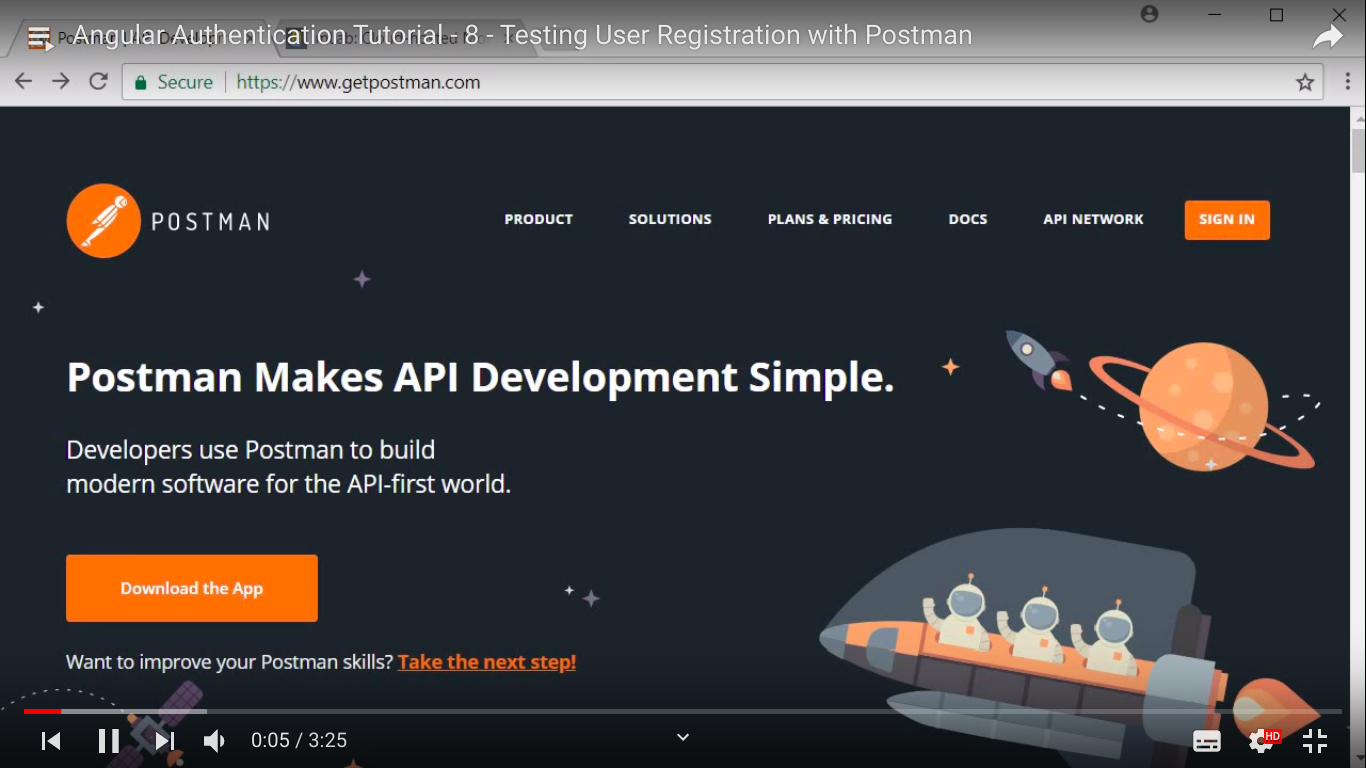 Angular Authentication Tutorial - 8 - Testing User Registration with Postman
Secure
https://www.getpostman.com
POSTMAN
PRODUCT
SOLUTIONS
PLANS & PRICING
DOCS
API NETWORK
SIGN IN
Postman Makes API Development Simple.
Developers use Postman to build
modern software for the API-first world.
Download the App
Want to improve your Postman skills? Take the next step!
0:05 / 3:25
HD